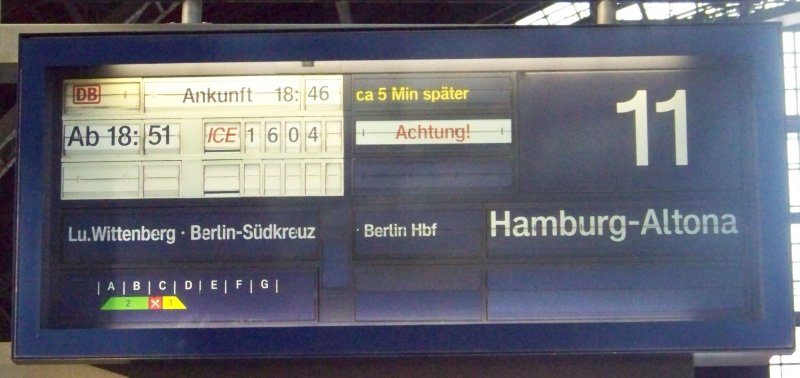 DB Ankunft 18:46 ca 5 Min später 11
Ab 18:51 ICE 1604 Achtung!
Lu.Wittenberg · Berlin-Südkreuz · Berlin Hbf Hamburg-Altona
|A|B|C|D|E|F|G|
2 x 1